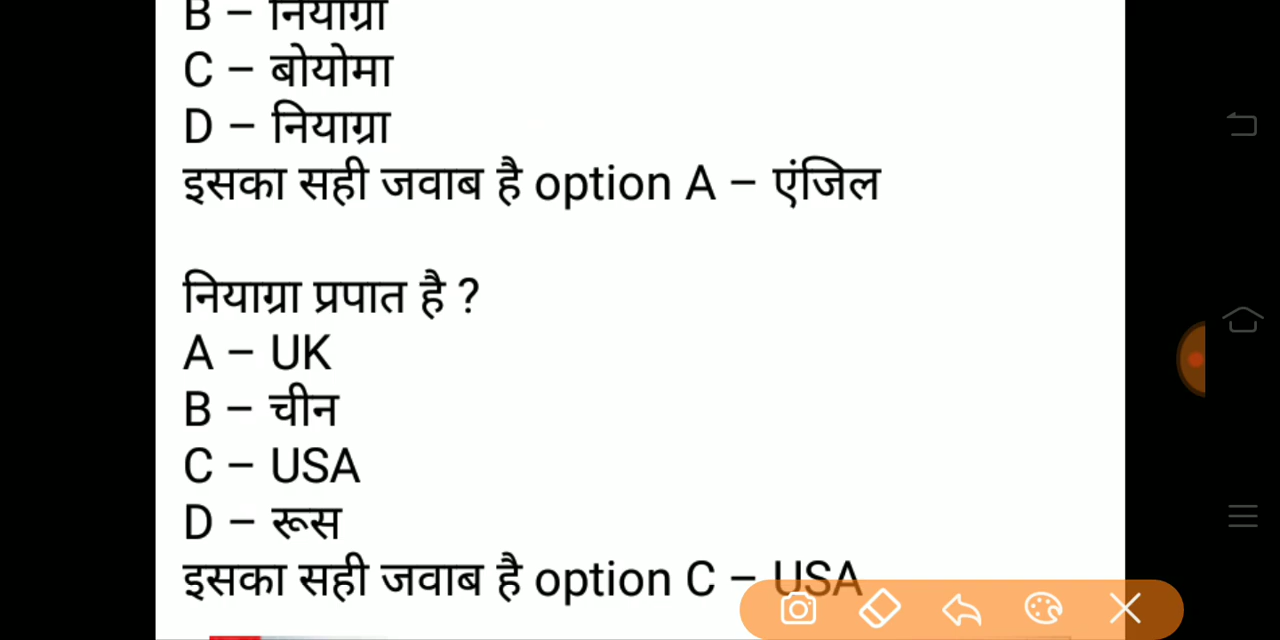 B – नियाग्रा
C – बोयोमा
D – नियाग्रा
इसका सही जवाब है option A – एंजिल
नियाग्रा प्रपात है ?
A – UK
B – चीन
C – USA
D – रूस
इसका सही जवाब है option C – USA